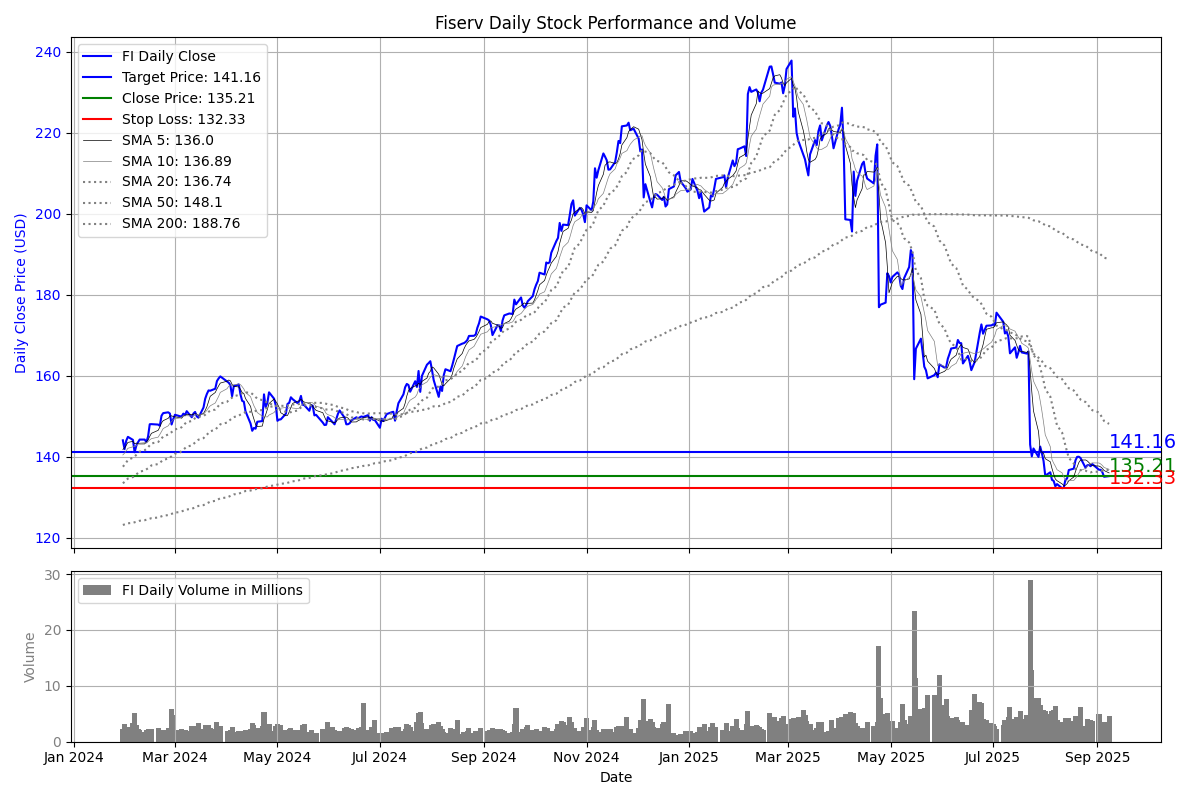 Fiserv Daily Stock Performance and Volume
240
220
200
180
160
140
120
Daily Close Price (USD)
FI Daily Close
Target Price: 141.16
Close Price: 135.21
Stop Loss: 132.33
SMA 5: 136.0
SMA 10: 136.89
SMA 20: 136.74
SMA 50: 148.1
SMA 200: 188.76
141.16
135.21
132.33
30
20
10
0
Volume
FI Daily Volume in Millions
Jan 2024 Mar 2024 May 2024 Jul 2024 Sep 2024 Nov 2024 Jan 2025 Mar 2025 May 2025 Jul 2025 Sep 2025
Date